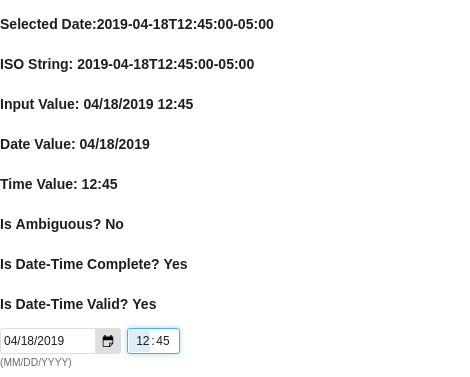 Selected Date:2019-04-18T12:45:00-05:00
ISO String: 2019-04-18T12:45:00-05:00
Input Value: 04/18/2019 12:45
Date Value: 04/18/2019
Time Value: 12:45
Is Ambiguous? No
Is Date-Time Complete? Yes
Is Date-Time Valid? Yes
04/18/2019 12:45
(MM/DD/YYYY)